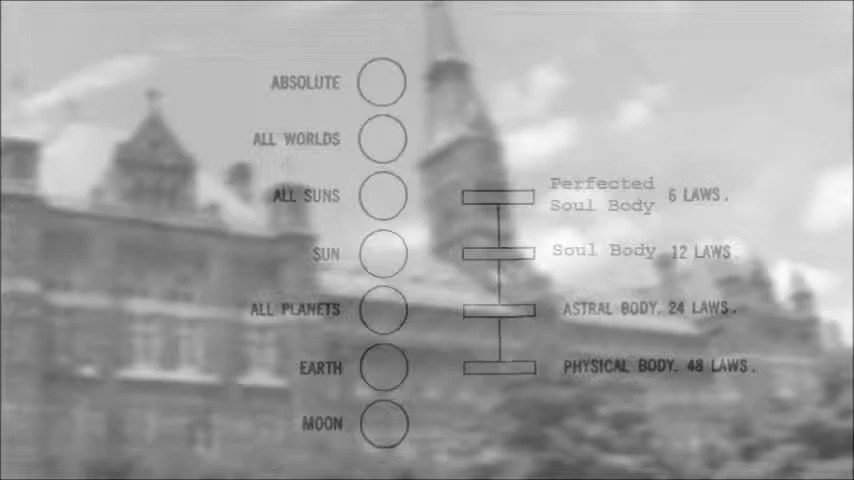 ABSOLUTE
ALL WORLDS
ALL SUNS
Perfected
Soul Body 6 LAWS.
SUN
Soul Body 12 LAWS
ALL PLANETS
ASTRAL BODY. 24 LAWS.
EARTH
PHYSICAL BODY. 48 LAWS.
MOON